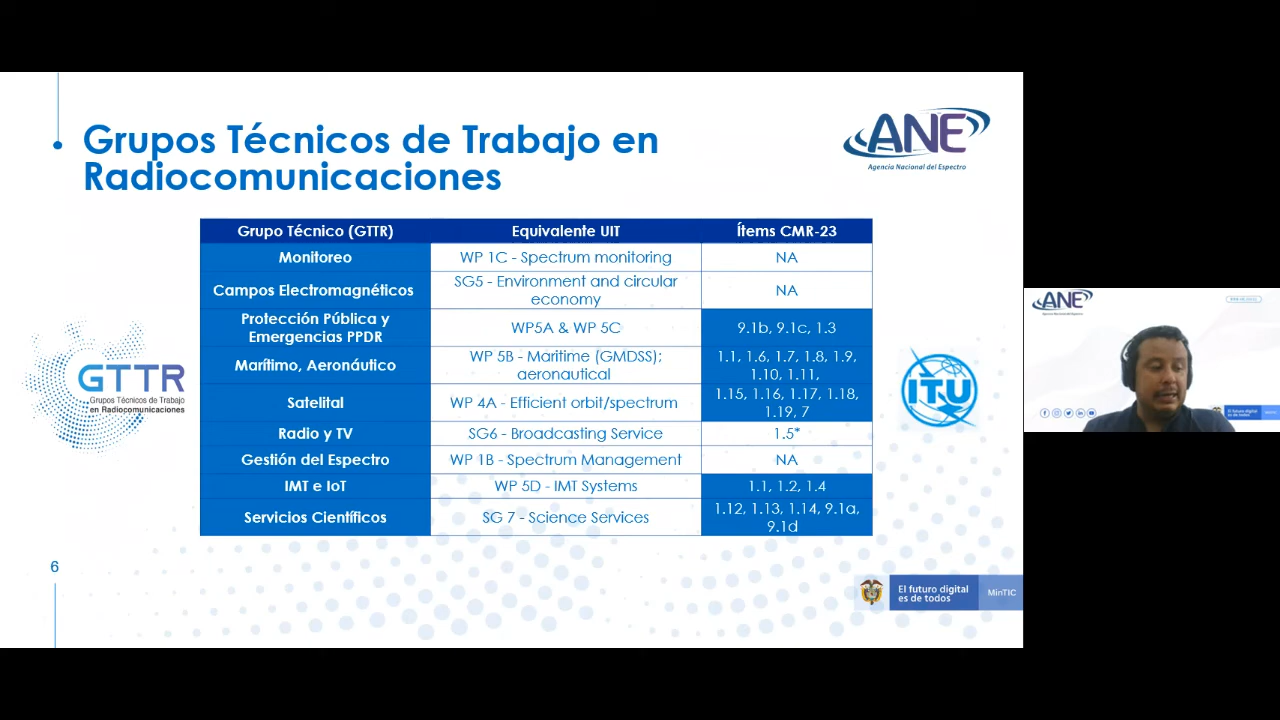 Grupos Técnicos de Trabajo en
Radiocomunicaciones
ANE
Agencia Nacional del Espectro
Grupo Técnico (GTTR) Equivalente UIT Ítems CMR-23
Monitoreo WP 1C - Spectrum monitoring NA
Campos Electromagnéticos SG5 - Environment and circular
economy NA
Protección Pública y
Emergencias PPDR WP5A & WP 5C 9.1b, 9.1c, 1.3
Marítimo, Aeronáutico WP 5B - Maritime (GMDSS);
aeronautical 1.1, 1.6, 1.7, 1.8, 1.9,
1.10, 1.11,
Satelital WP 4A - Efficient orbit/spectrum 1.15, 1.16, 1.17, 1.18,
1.19, 7
Radio y TV SG6 - Broadcasting Service 1.5*
Gestión del Espectro WP 1B - Spectrum Management NA
IMT e IoT WP 5D - IMT Systems 1.1, 1.2, 1.4
Servicios Científicos SG 7 - Science Services 1.12, 1.13, 1.14, 9.1a,
9.1d
GTTR
Grupos Técnicos de Trabajo
en Radiocomunicaciones
ITU
6
El futuro digital
es de todos
MinTIC
ANE
El futuro digital
es de todos